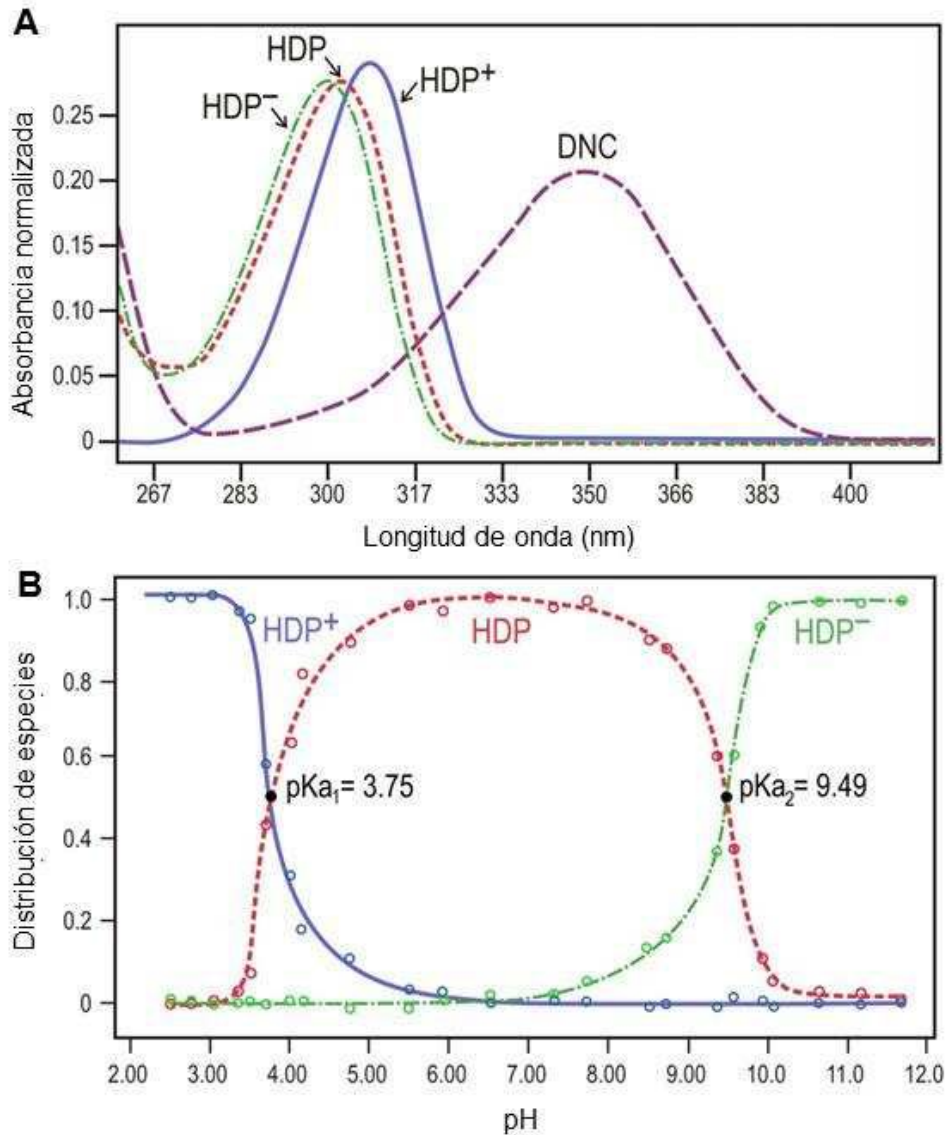 A
HDP
HDP⁻
HDP⁺
DNC
0.25
0.20
0.15
0.10
0.05
0
Absorbancia normalizada
267 283 300 317 333 350 366 383 400
Longitud de onda (nm)
B
1.0
0.8
0.6
0.4
0.2
0
Distribución de especies
HDP⁺
HDP
HDP⁻
pKa₁= 3.75
pKa₂= 9.49
2.00 3.00 4.00 5.00 6.00 7.00 8.00 9.00 10.0 11.0 12.0
pH